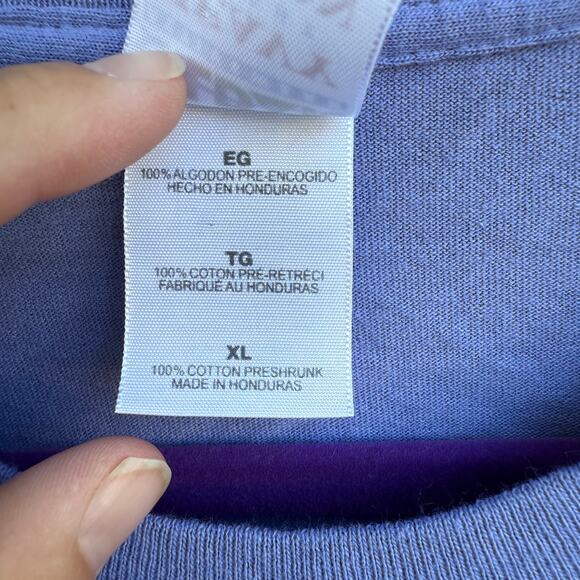 EG
100% ALGODON PRE-ENCOGIDO
HECHO EN HONDURAS
TG
100% COTON PRÉ-RÉTRÉCI
FABRIQUÉ AU HONDURAS
XL
100% COTTON PRESHRUNK
MADE IN HONDURAS